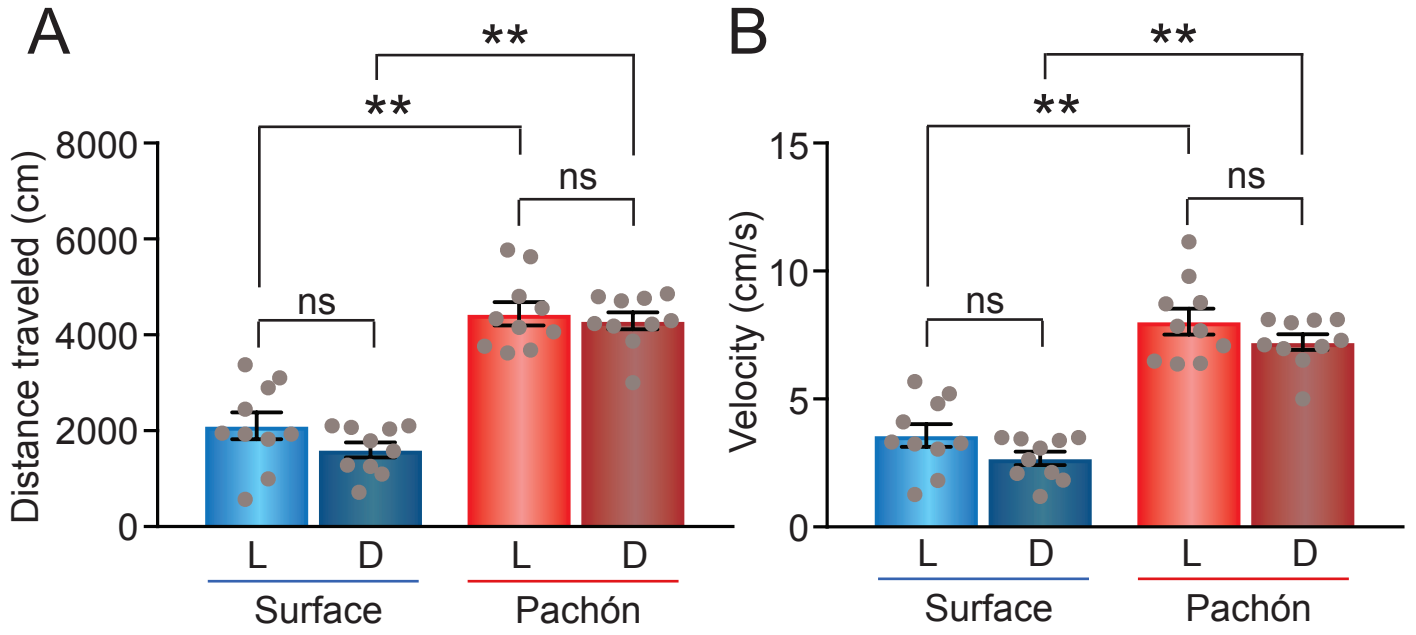 A
**
**
8000
6000
4000
2000
0
Distance traveled (cm)
ns
ns
L
D
L
D
Surface
Pachón
B
**
**
15
10
5
0
Velocity (cm/s)
ns
ns
L
D
L
D
Surface
Pachón